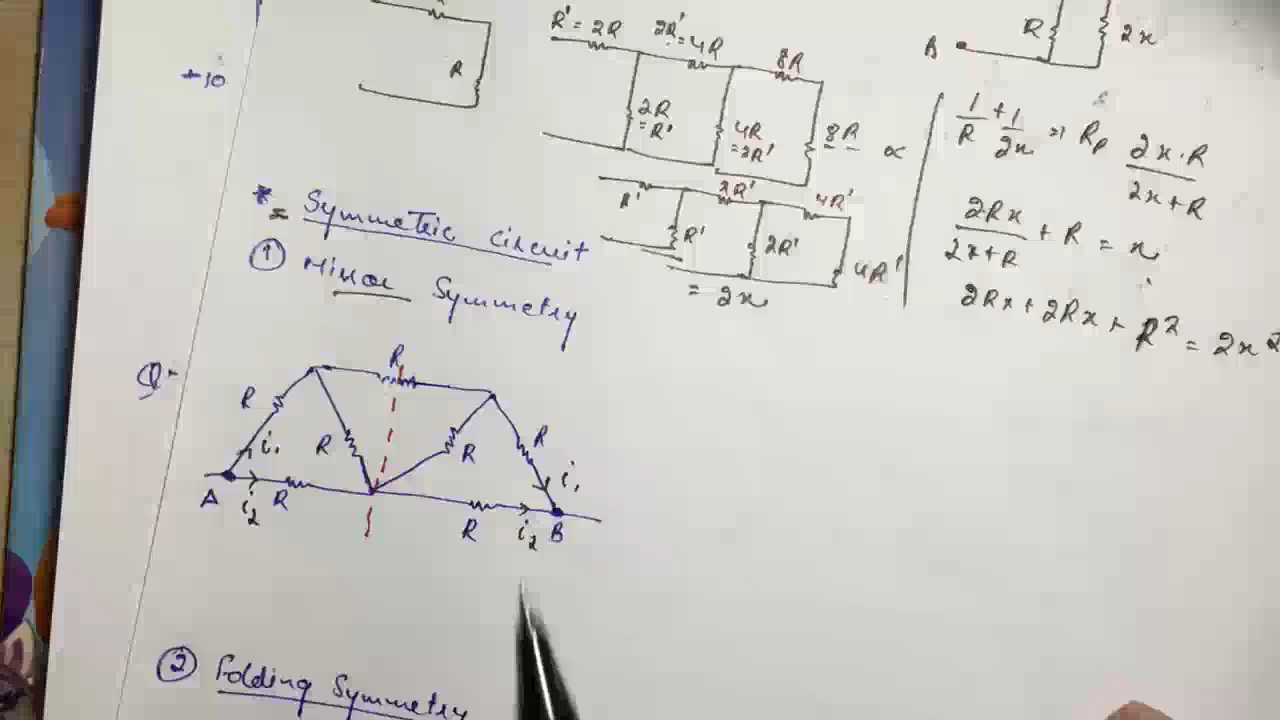 R
+10
R' = 2R
2R' = 4R
8R
2R = R'
4R = 2R'
8R ∝
R'
2R'
4R'
R'
2R'
4R'
= 2x
B
R
2x
1/R + 1/2x ⇒ Rp 2x·R/2x+R
2Rx/2x+R + R = x
2Rx + 2Rx + R² = 2x²
* = Symmetric circuit
① Mirror Symmetry
Q-
R
R
R
R
R
i₁
i₁
A
i₂
R
R
i₂
B
② Folding Symmetry